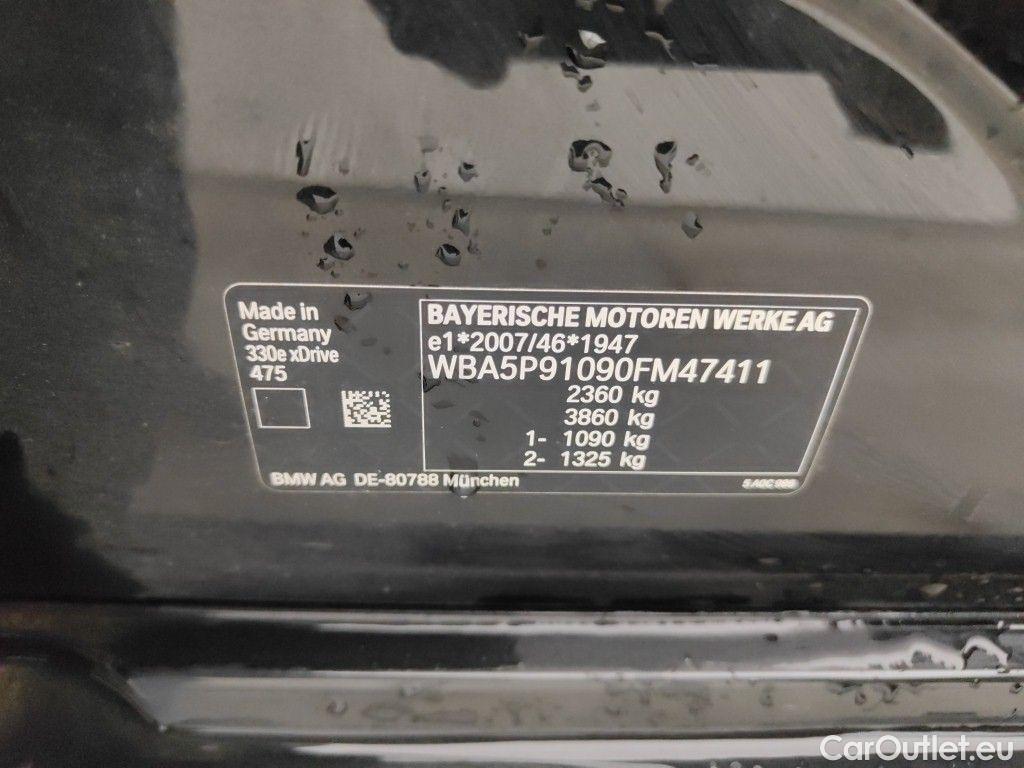 Made in
Germany
330e xDrive
475
BAYERISCHE MOTOREN WERKE AG
e1*2007/46*1947
WBA5P91090FM47411
2360 kg
3860 kg
1- 1090 kg
2- 1325 kg
BMW AG DE-80788 München
CarOutlet.eu